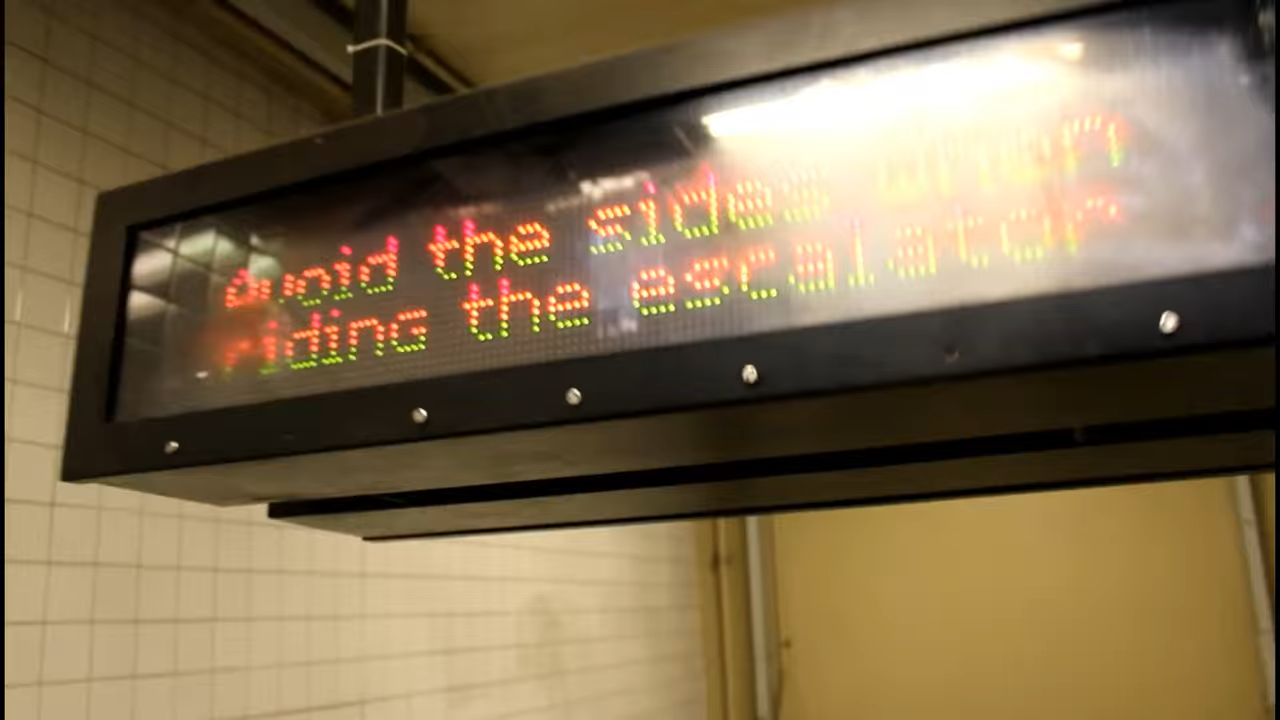 Avoid the sides when
riding the escalator